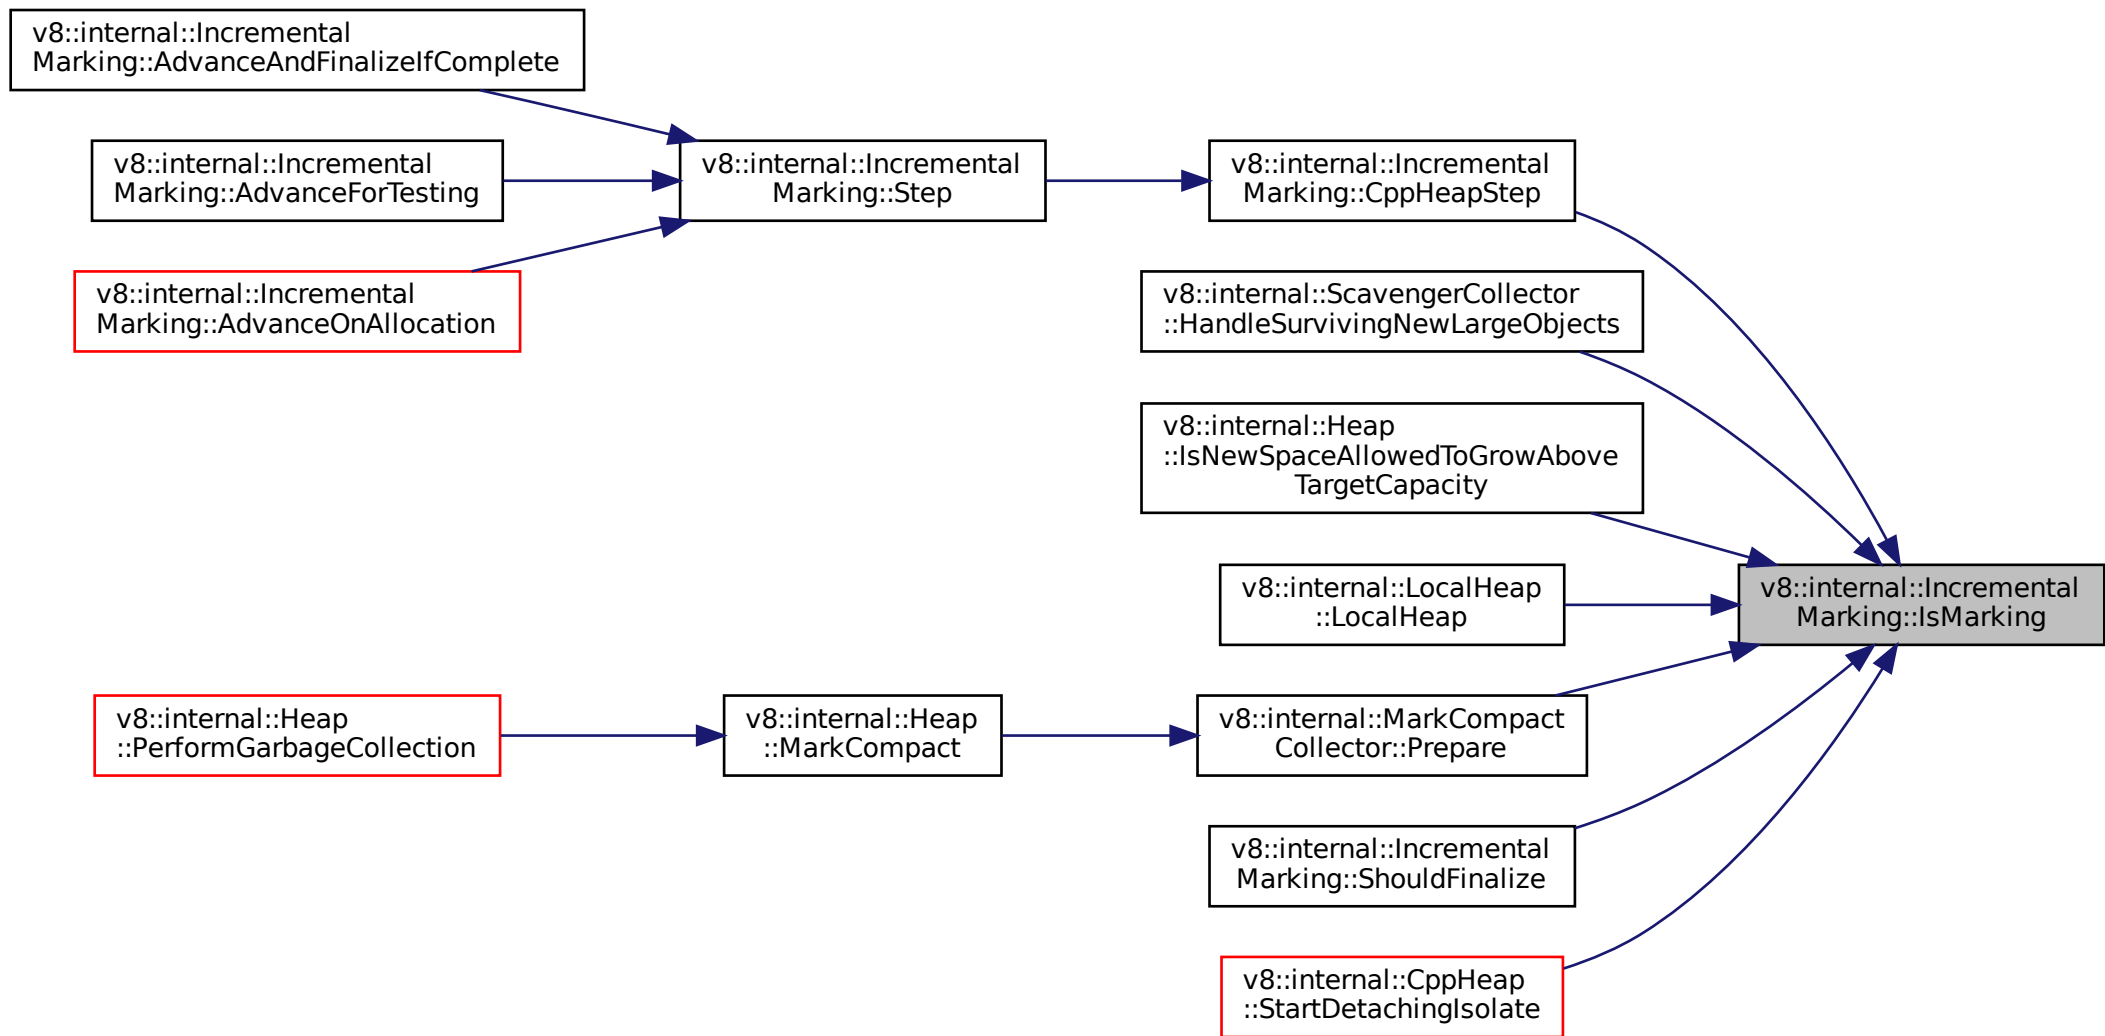 v8::internal::Incremental
Marking::AdvanceAndFinalizeIfComplete
v8::internal::Incremental
Marking::AdvanceForTesting
v8::internal::Incremental
Marking::AdvanceOnAllocation
v8::internal::Incremental
Marking::Step
v8::internal::Incremental
Marking::CppHeapStep
v8::internal::ScavengerCollector
::HandleSurvivingNewLargeObjects
v8::internal::Heap
::IsNewSpaceAllowedToGrowAbove
TargetCapacity
v8::internal::LocalHeap
::LocalHeap
v8::internal::Incremental
Marking::IsMarking
v8::internal::Heap
::PerformGarbageCollection
v8::internal::Heap
::MarkCompact
v8::internal::MarkCompact
Collector::Prepare
v8::internal::Incremental
Marking::ShouldFinalize
v8::internal::CppHeap
::StartDetachingIsolate